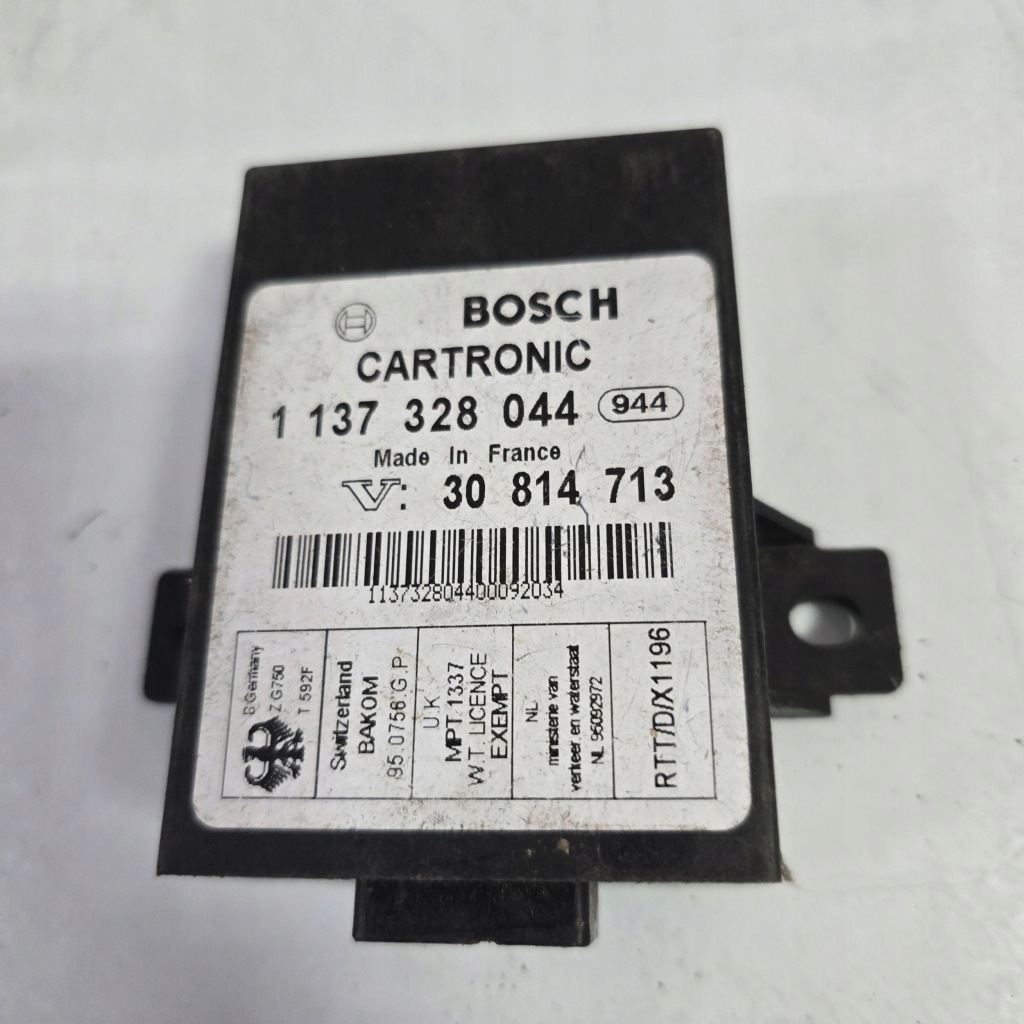 BOSCH
CARTRONIC
1 137 328 044 944
Made In France
V: 30 814 713
113732804400092034
B Germany
Z G750
T 592F
Switzerland
BAKOM
95.0756 G.P
U.K
MPT 1337
W.T. LICENCE
EXEMPT
NL
ministerie van
verkeer en waterstaat
NL 95092972
RTT/D/X1196